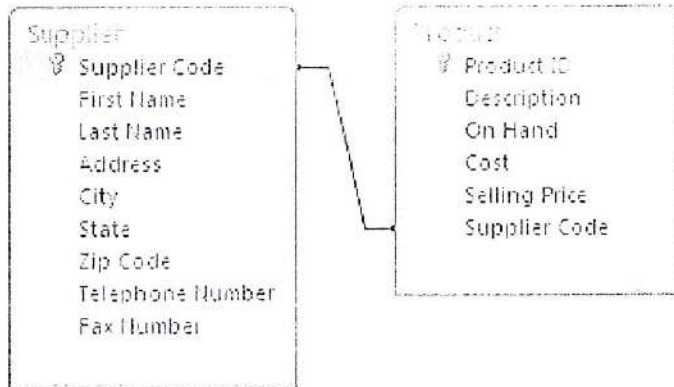 Supplier
Supplier Code
First Name
Last Name
Address
City
State
Zip Code
Telephone Number
Fax Number
Product
Product ID
Description
On Hand
Cost
Selling Price
Supplier Code